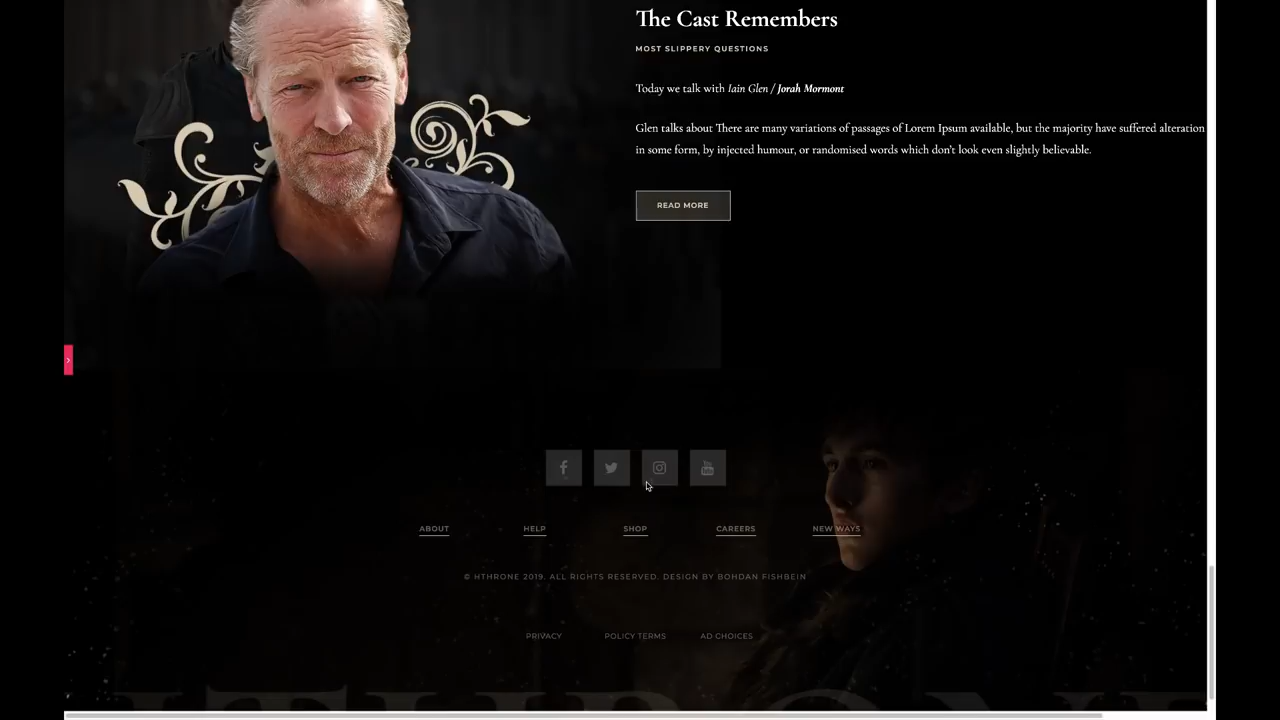 The Cast Remembers
MOST SLIPPERY QUESTIONS
Today we talk with Iain Glen / Jorah Mormont
Glen talks about There are many variations of passages of Lorem Ipsum available, but the majority have suffered alteration
in some form, by injected humour, or randomised words which don't look even slightly believable.
READ MORE
ABOUT HELP SHOP CAREERS NEW WAYS
© HTHRONE 2019. ALL RIGHTS RESERVED. DESIGN BY BOHDAN FISHBEIN
PRIVACY POLICY TERMS AD CHOICES